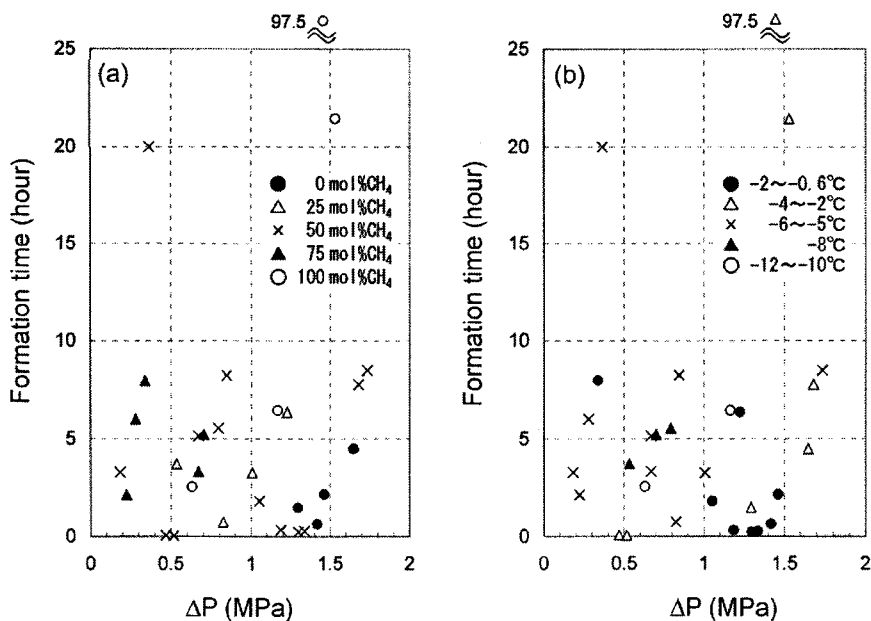 97.5
25
20
15
10
5
0
Formation time (hour)
(a)
0 mol%CH₄
25 mol%CH₄
50 mol%CH₄
75 mol%CH₄
100 mol%CH₄
0 0.5 1 1.5 2
ΔP (MPa)
97.5
25
20
15
10
5
0
Formation time (hour)
(b)
-2～-0.6℃
-4～-2℃
-6～-5℃
-8℃
-12～-10℃
0 0.5 1 1.5 2
ΔP (MPa)